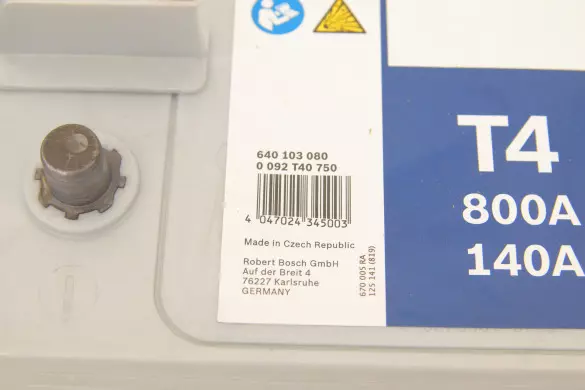 640 103 080
0 092 T40 750
4 047024 345003
Made in Czech Republic
Robert Bosch GmbH
Auf der Breit 4
76227 Karlsruhe
GERMANY
670 005 RA
125 141 (819)
T4
800A
140A